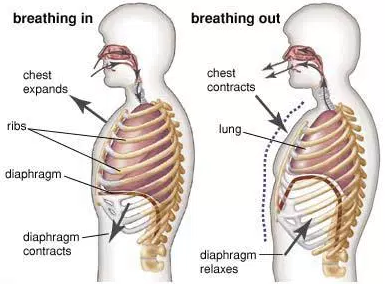 breathing in
chest
expands
ribs
diaphragm
diaphragm
contracts
breathing out
chest
contracts
lung
diaphragm
relaxes